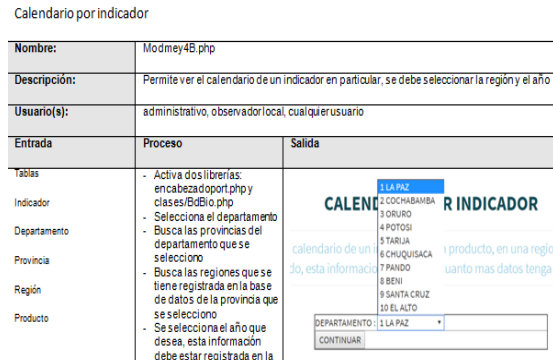 Calendario por indicador
Nombre: Modmey4B.php
Descripción: Permite ver el calendario de un indicador en particular, se debe seleccionar la región y el año
Usuario(s): administrativo, observador local, cualquier usuario
Entrada Proceso Salida
Tablas
Indicador
Departamento
Provincia
Región
Producto
- Activa dos librerías:
encabezadoport.php y
clases/BdBio.php
- Selecciona el departamento
- Busca las provincias del
departamento que se
selecciono
- Busca las regiones que se
tiene registrada en la base
de datos de la provincia que
se selecciono
- Se selecciona el año que
desea, esta información
debe estar registrada en la
CALEND R INDICADOR
calendario de un i producto, en una regio
do, esta informacio uanto mas datos tenga
1 LA PAZ
2 COCHABAMBA
3 ORURO
4 POTOSI
5 TARIJA
6 CHUQUISACA
7 PANDO
8 BENI
9 SANTA CRUZ
10 EL ALTO
DEPARTAMENTO : 1 LA PAZ
CONTINUAR